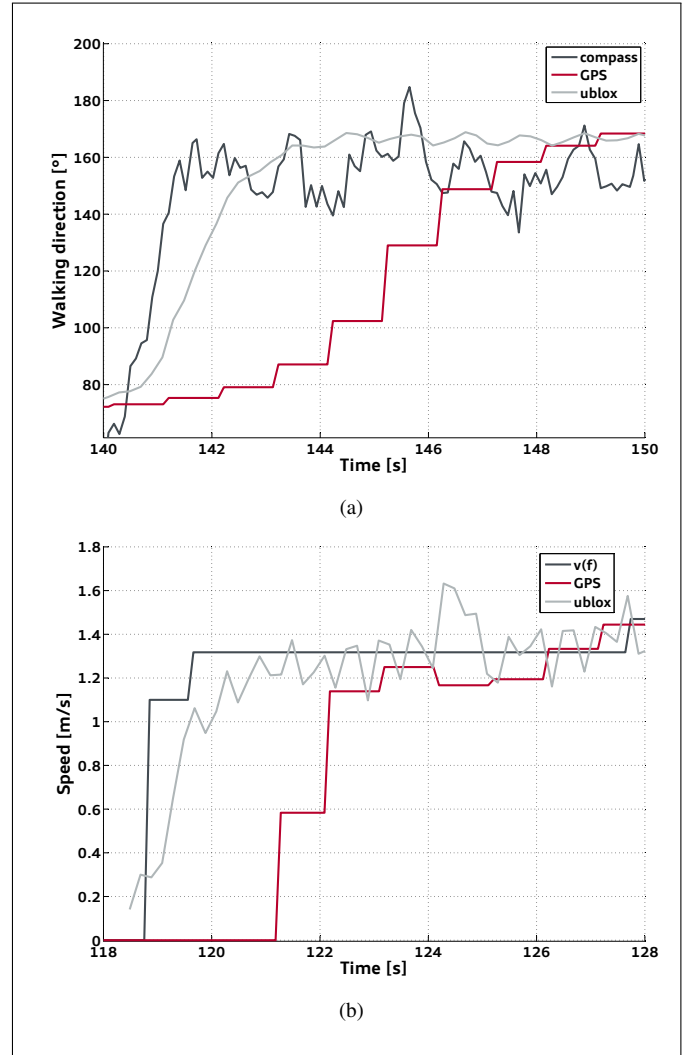 200
180
160
140
120
100
80
Walking direction [°]
compass
GPS
ublox
140 142 144 146 148 150
Time [s]
(a)
1.8
1.6
1.4
1.2
1
0.8
0.6
0.4
0.2
0
Speed [m/s]
v(f)
GPS
ublox
118 120 122 124 126 128
Time [s]
(b)